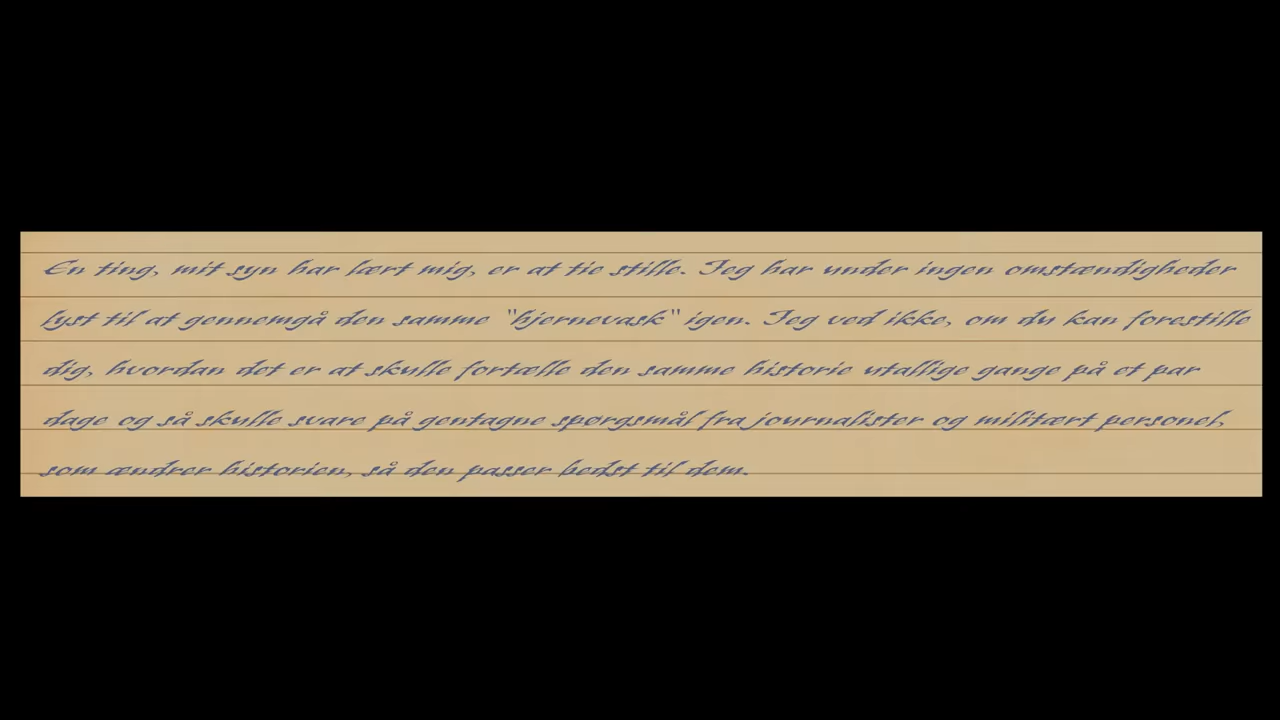 En ting, mit syn har lært mig, er at tie stille. Jeg har under ingen omstændigheder
lyst til at gennemgå den samme "hjernevask" igen. Jeg ved ikke, om du kan forestille
dig, hvordan det er at skulle fortælle den samme historie utallige gange på et par
dage og så skulle svare på gentagne spørgsmål fra journalister og militært personel,
som ændrer historien, så den passer bedst til dem.